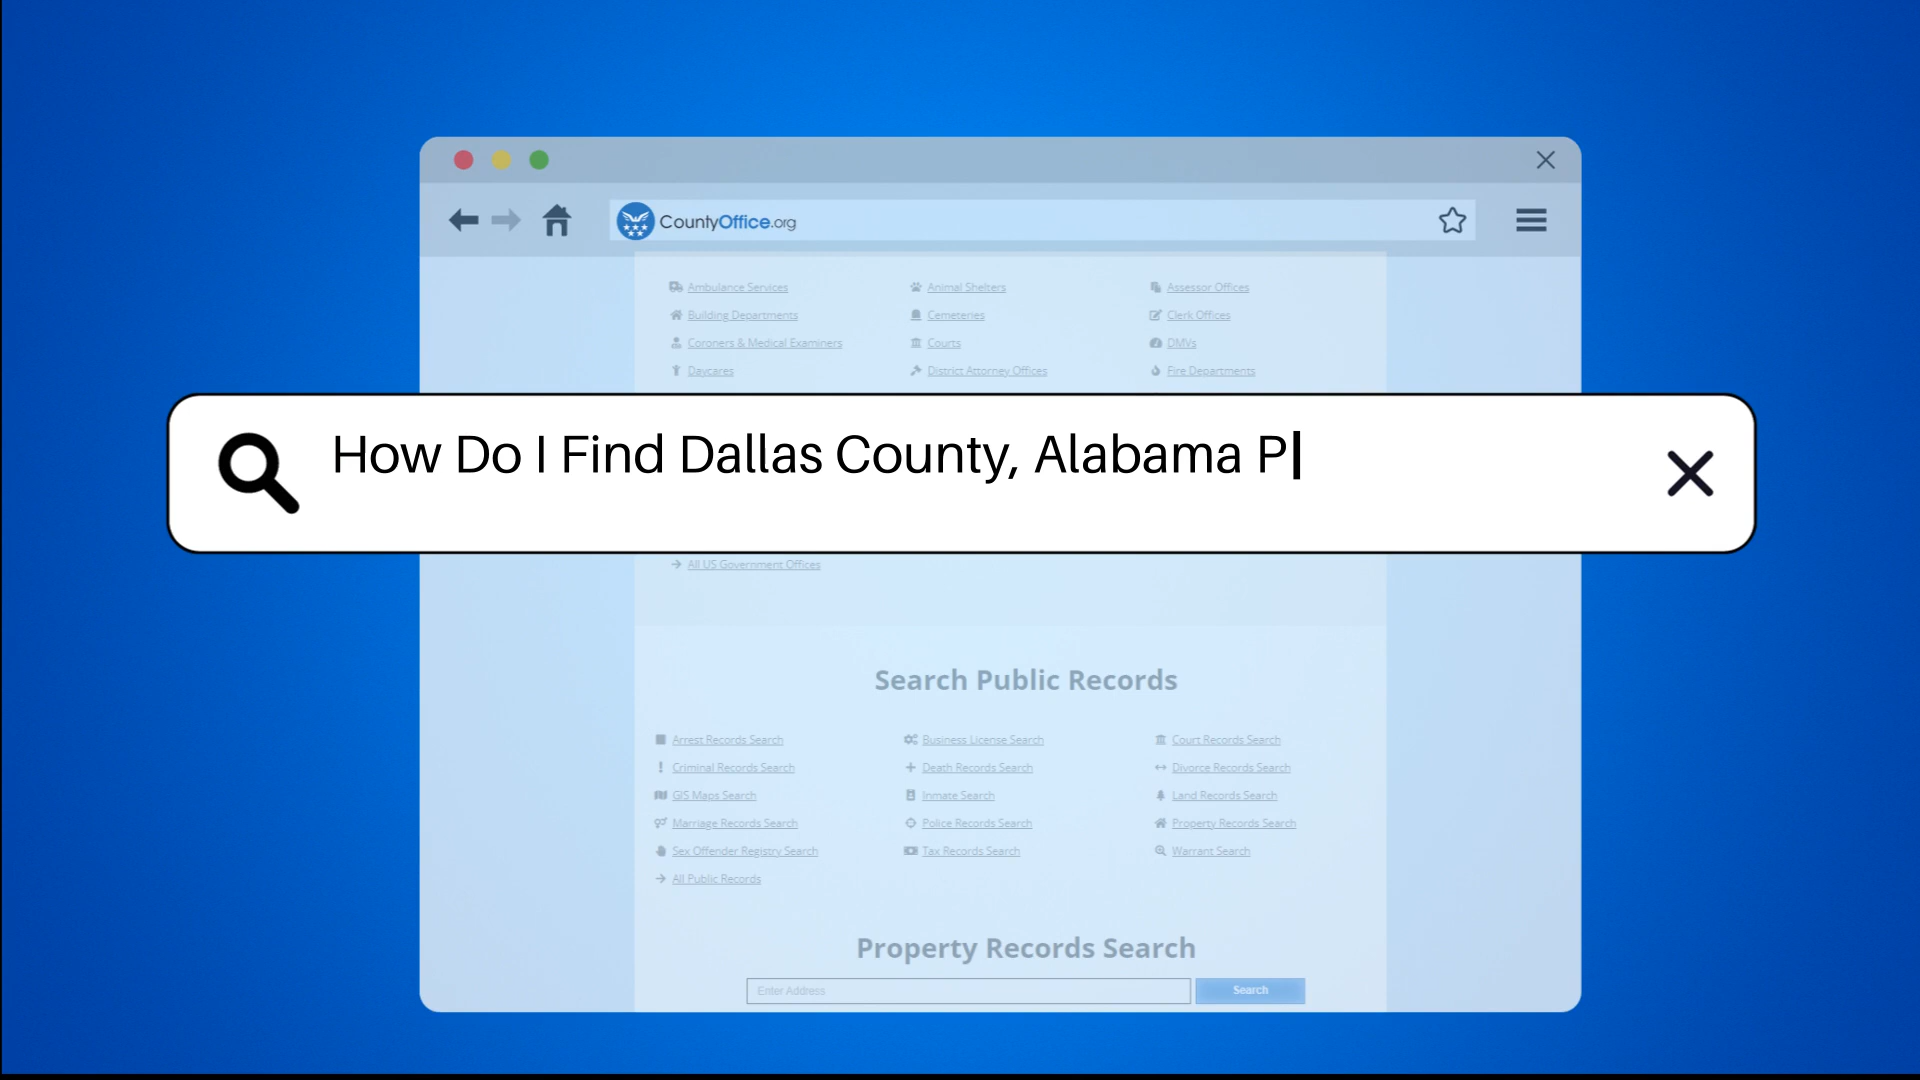 CountyOffice.org
Ambulance Services Animal Shelters Assessor Offices
Building Departments Cemeteries Clerk Offices
Coroners & Medical Examiners Courts DMVs
Daycares District Attorney Offices Fire Departments
How Do I Find Dallas County, Alabama P
All US Government Offices
Search Public Records
Arrest Records Search Business License Search Court Records Search
Criminal Records Search Death Records Search Divorce Records Search
GIS Maps Search Inmate Search Land Records Search
Marriage Records Search Police Records Search Property Records Search
Sex Offender Registry Search Tax Records Search Warrant Search
All Public Records
Property Records Search
Enter Address Search